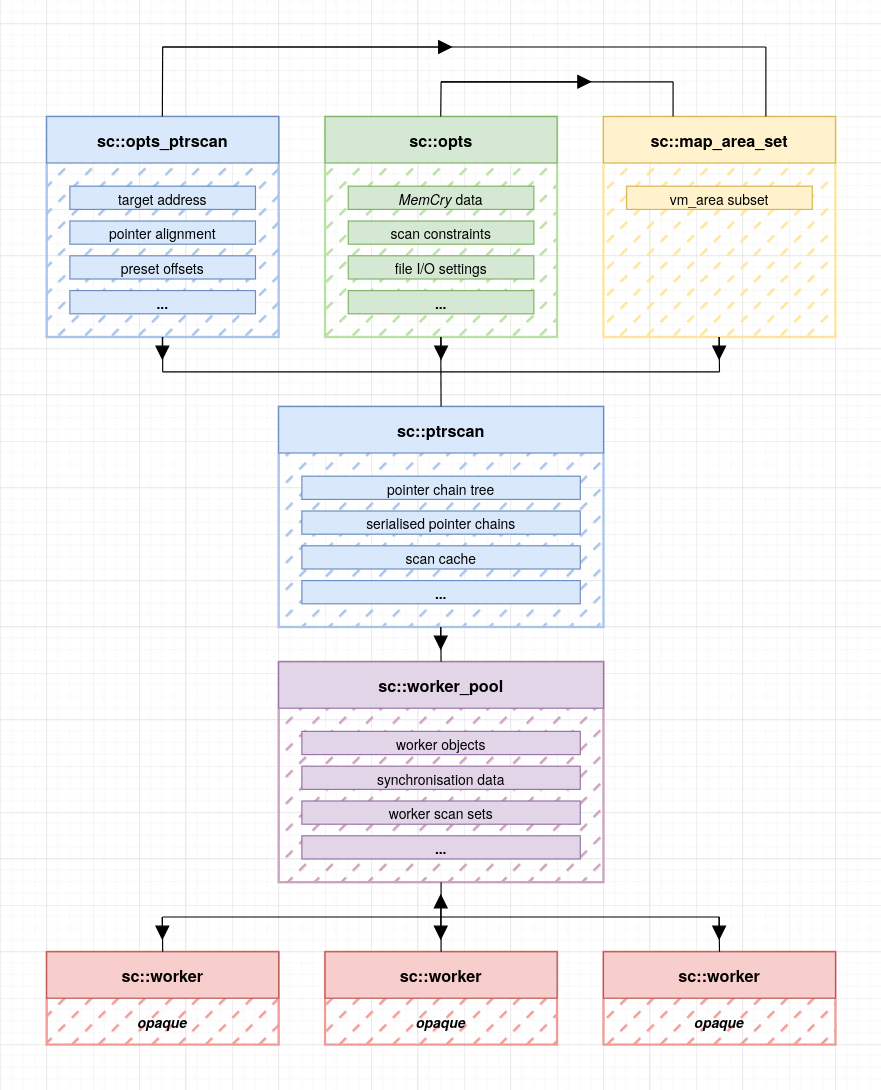 sc::opts_ptrscan
sc::opts
sc::map_area_set
target address
pointer alignment
preset offsets
...
MemCry data
scan constraints
file I/O settings
...
vm_area subset
sc::ptrscan
pointer chain tree
serialised pointer chains
scan cache
...
sc::worker_pool
worker objects
synchronisation data
worker scan sets
...
sc::worker
opaque
sc::worker
opaque
sc::worker
opaque